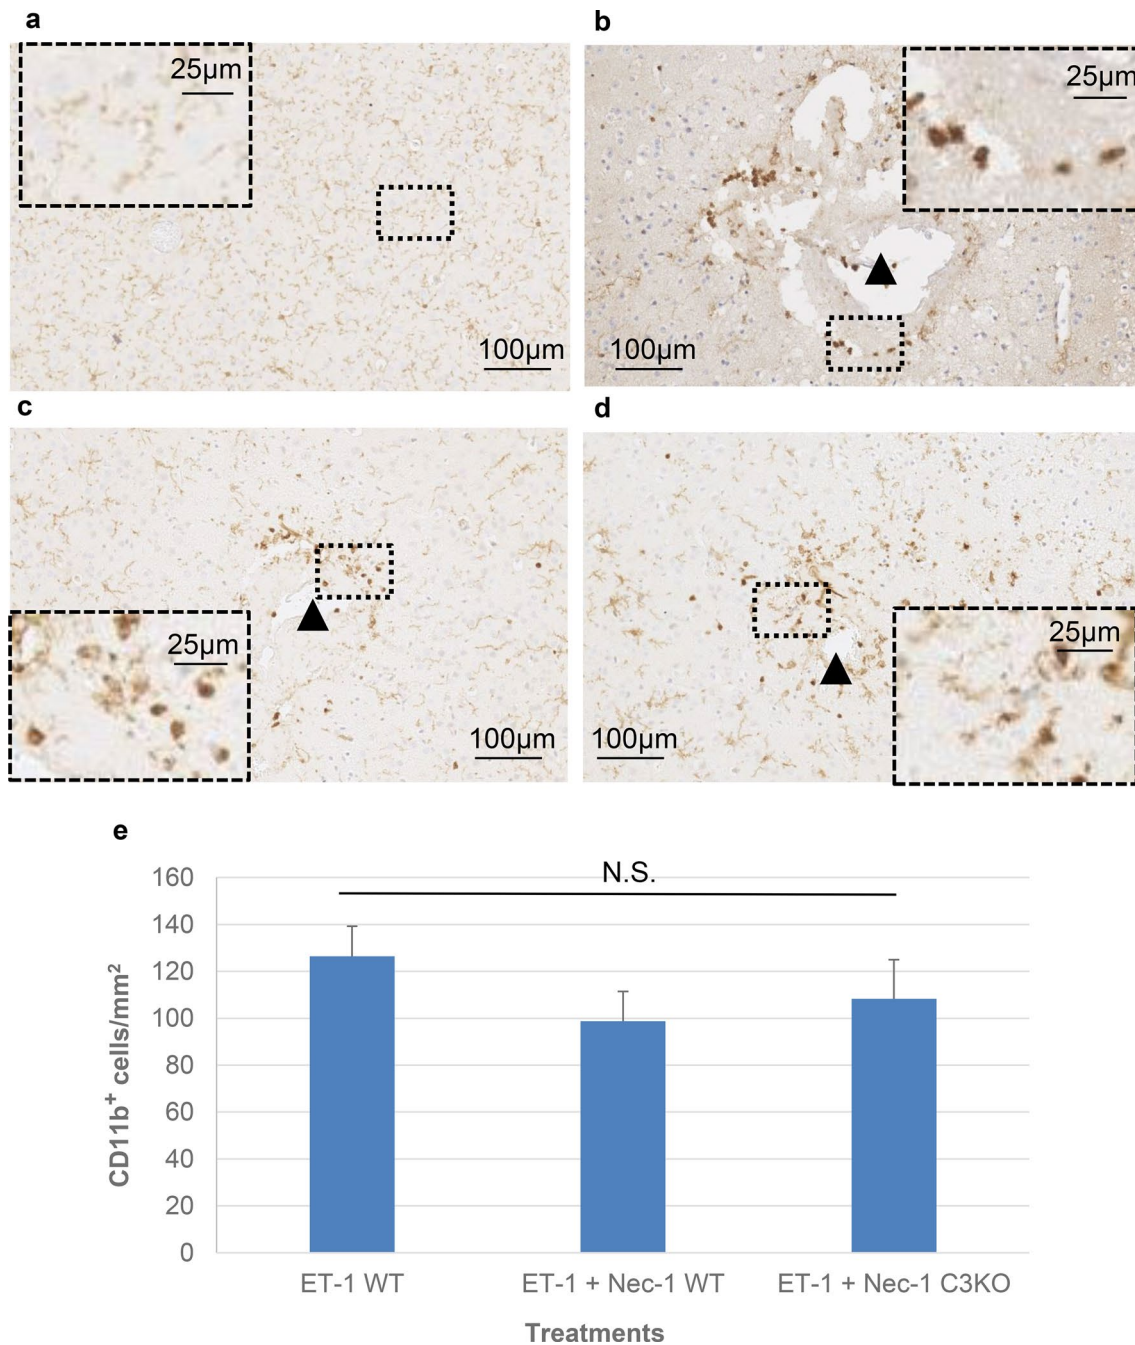 a
25µm
100µm
b
25µm
100µm
c
25µm
100µm
d
25µm
100µm
e
N.S.
160
140
120
100
80
60
40
20
0
CD11b+ cells/mm2
ET-1 WT
ET-1 + Nec-1 WT
ET-1 + Nec-1 C3KO
Treatments